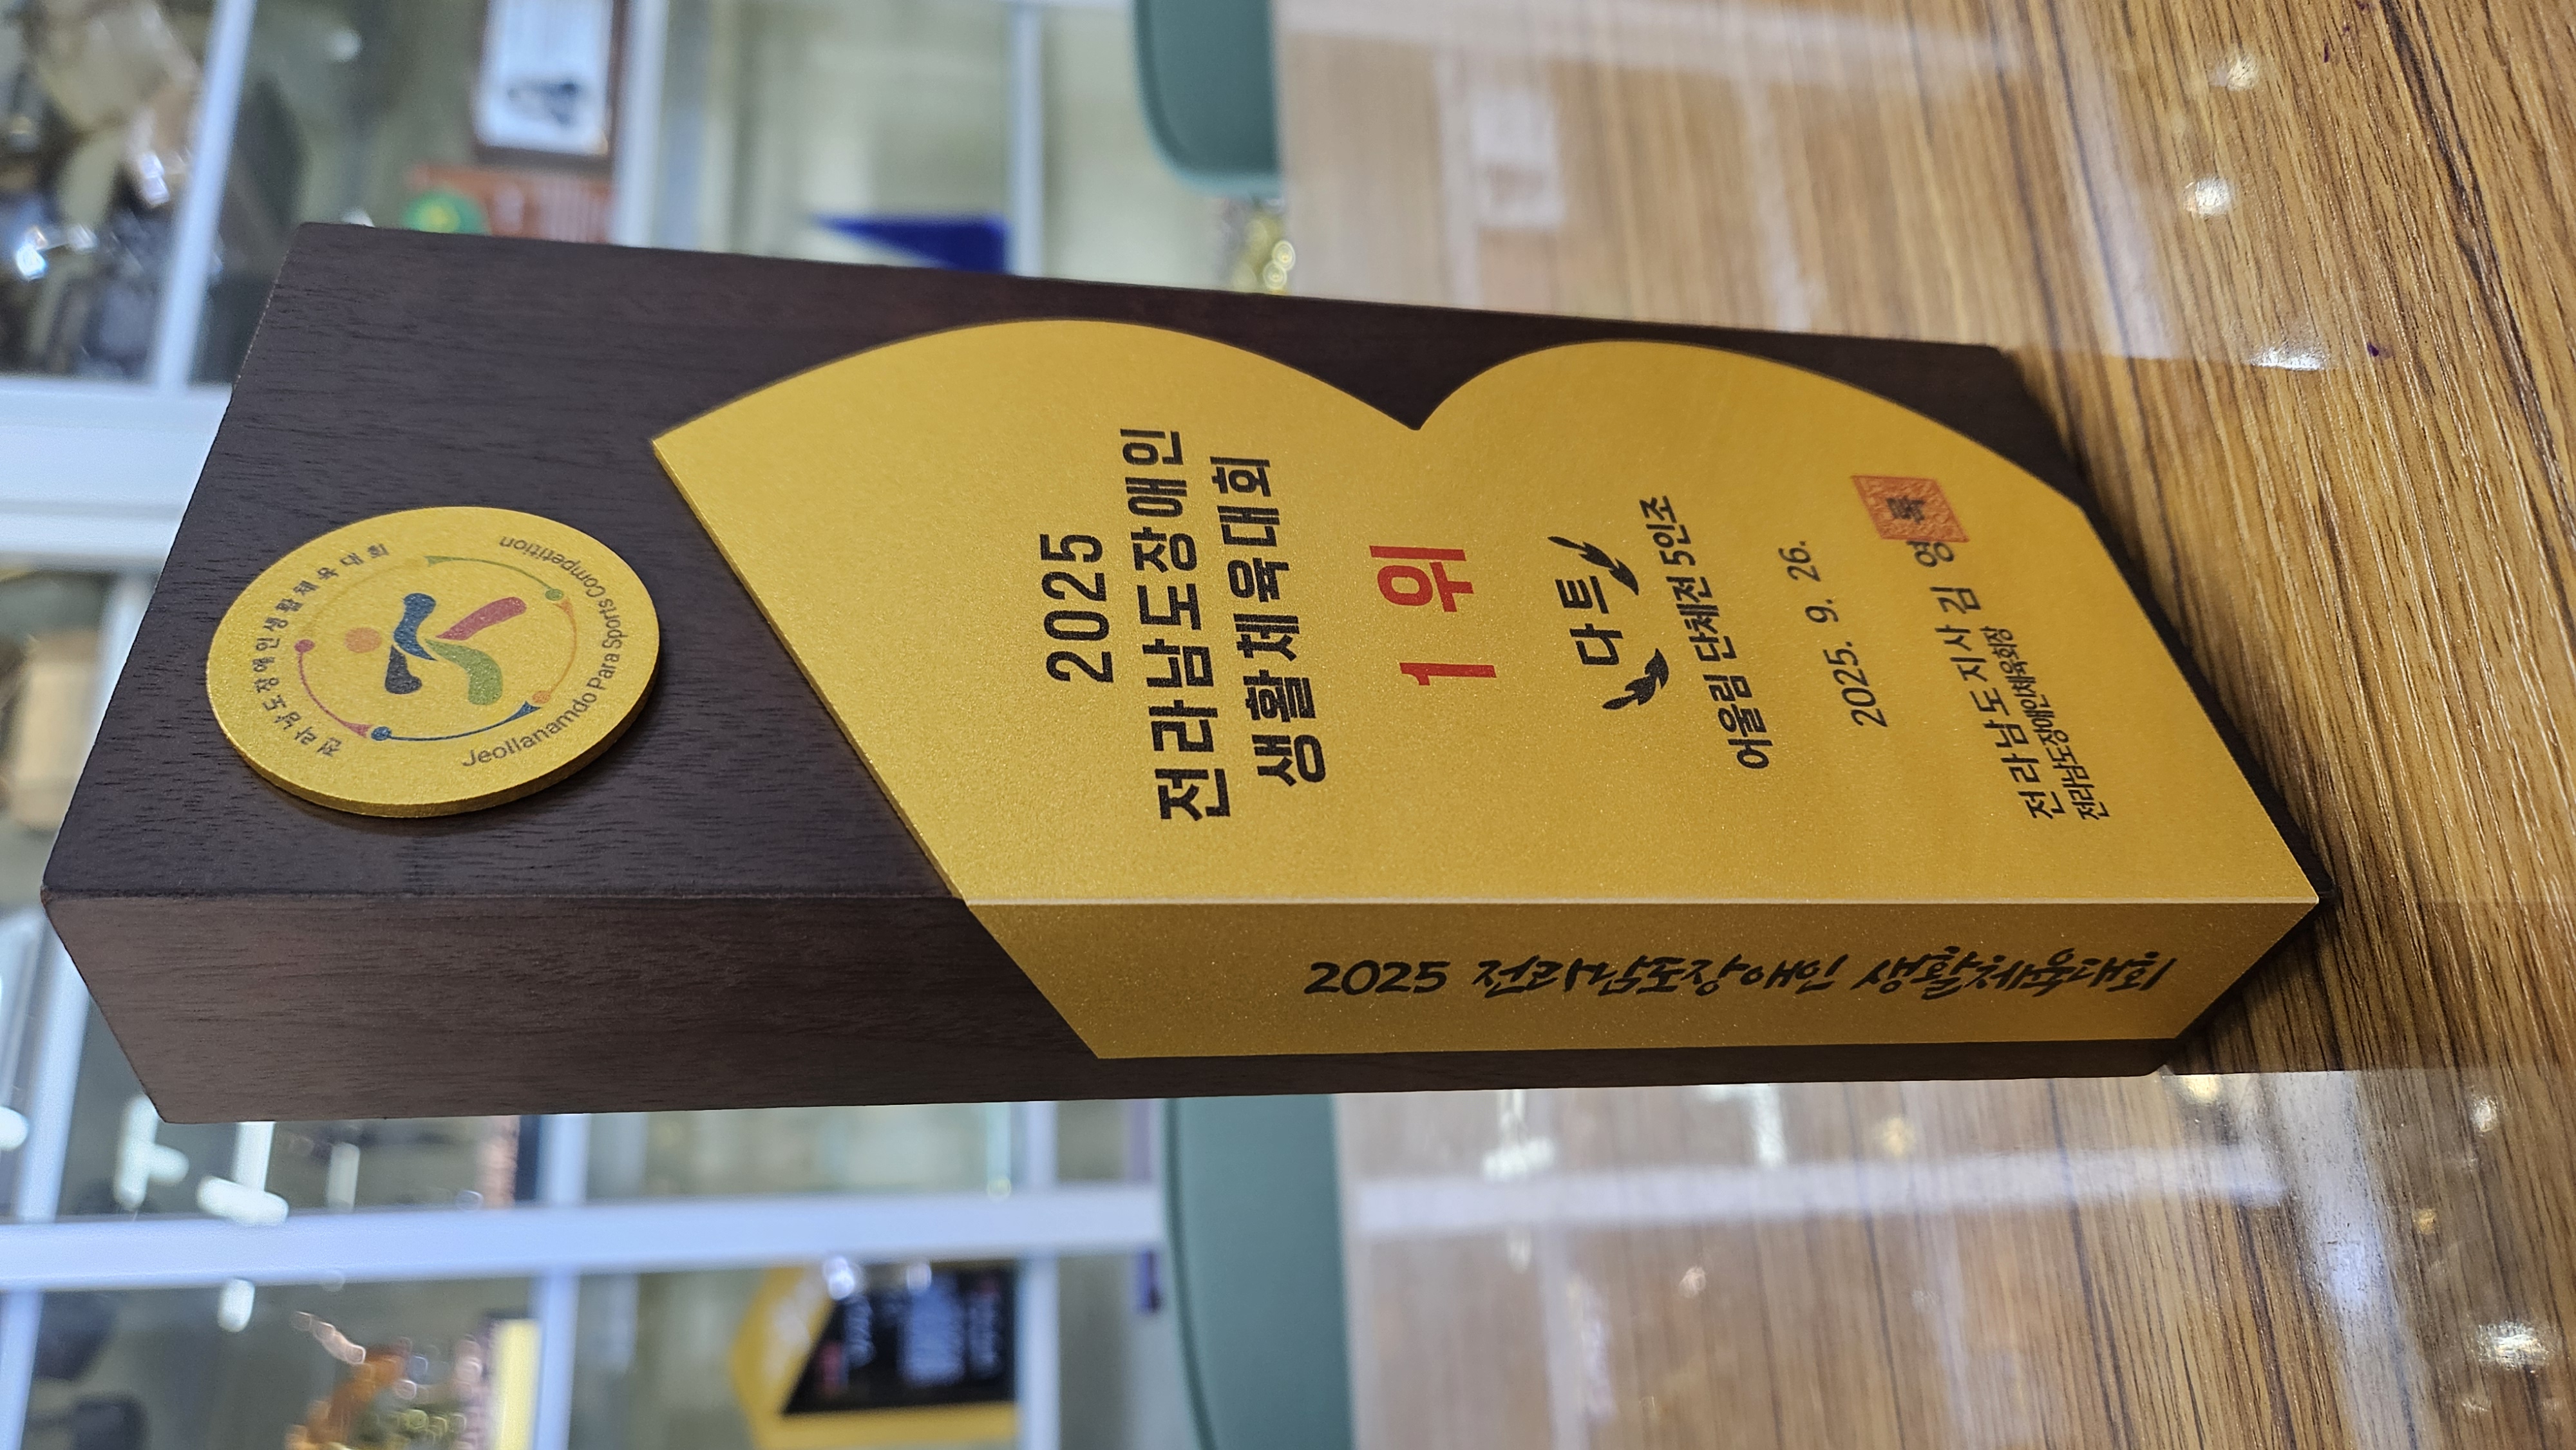 전라남도장애인생활체육대회
Jeollanamdo Para Sports Competition
2025
전라남도장애인
생활체육대회
1위
다트
어울림 단체전 5인조
2025. 9. 26.
전라남도지사 김 영 록
전라남도장애인체육회장
2025 전라남도장애인 생활체육대회